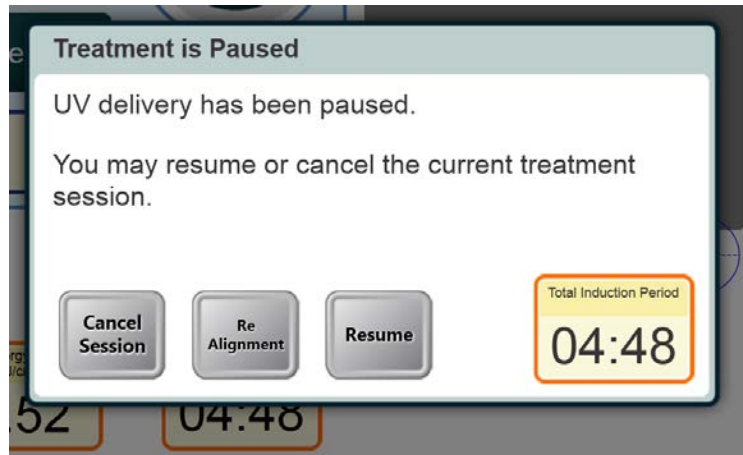 Treatment is Paused
UV delivery has been paused.
You may resume or cancel the current treatment
session.
Total Induction Period
04:48
Cancel
Session
Re
Alignment
Resume
.52
04:48